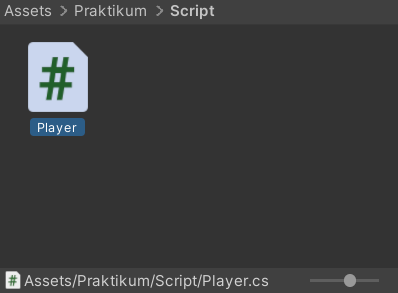 Assets > Praktikum > Script
#
Player
# Assets/Praktikum/Script/Player.cs